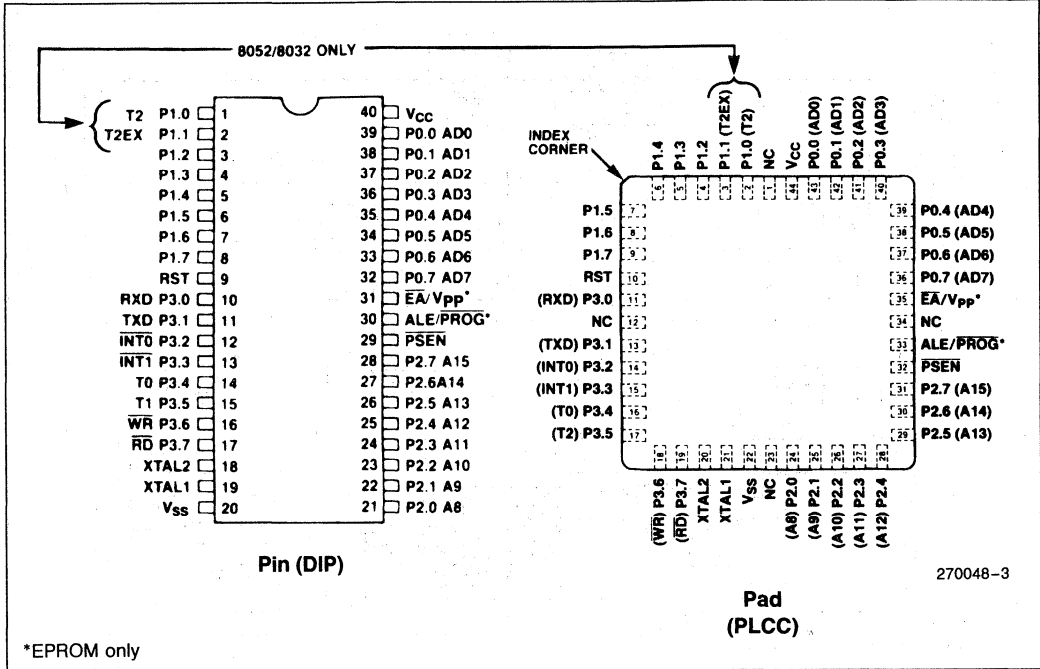 8052/8032 ONLY
T2 P1.0 1
T2EX P1.1 2
P1.2 3
P1.3 4
P1.4 5
P1.5 6
P1.6 7
P1.7 8
RST 9
RXD P3.0 10
TXD P3.1 11
INT0 P3.2 12
INT1 P3.3 13
T0 P3.4 14
T1 P3.5 15
WR P3.6 16
RD P3.7 17
XTAL2 18
XTAL1 19
VSS 20
40 VCC
39 P0.0 AD0
38 P0.1 AD1
37 P0.2 AD2
36 P0.3 AD3
35 P0.4 AD4
34 P0.5 AD5
33 P0.6 AD6
32 P0.7 AD7
31 EA/VPP*
30 ALE/PROG*
29 PSEN
28 P2.7 A15
27 P2.6A14
26 P2.5 A13
25 P2.4 A12
24 P2.3 A11
23 P2.2 A10
22 P2.1 A9
21 P2.0 A8
Pin (DIP)
INDEX
CORNER
P1.4 6
P1.3 5
P1.2 4
P1.1 (T2EX) 3
P1.0 (T2) 2
NC 1
VCC 44
P0.0 (AD0) 43
P0.1 (AD1) 42
P0.2 (AD2) 41
P0.3 (AD3) 40
P1.5 7
P1.6 8
P1.7 9
RST 10
(RXD) P3.0 11
NC 12
(TXD) P3.1 13
(INT0) P3.2 14
(INT1) P3.3 15
(T0) P3.4 16
(T2) P3.5 17
39 P0.4 (AD4)
38 P0.5 (AD5)
37 P0.6 (AD6)
36 P0.7 (AD7)
35 EA/VPP*
34 NC
33 ALE/PROG*
32 PSEN
31 P2.7 (A15)
30 P2.6 (A14)
29 P2.5 (A13)
18 (WR) P3.6
19 (RD) P3.7
20 XTAL2
21 XTAL1
22 VSS
23 NC
24 (A8) P2.0
25 (A9) P2.1
26 (A10) P2.2
27 (A11) P2.3
28 (A12) P2.4
270048-3
Pad
(PLCC)
*EPROM only